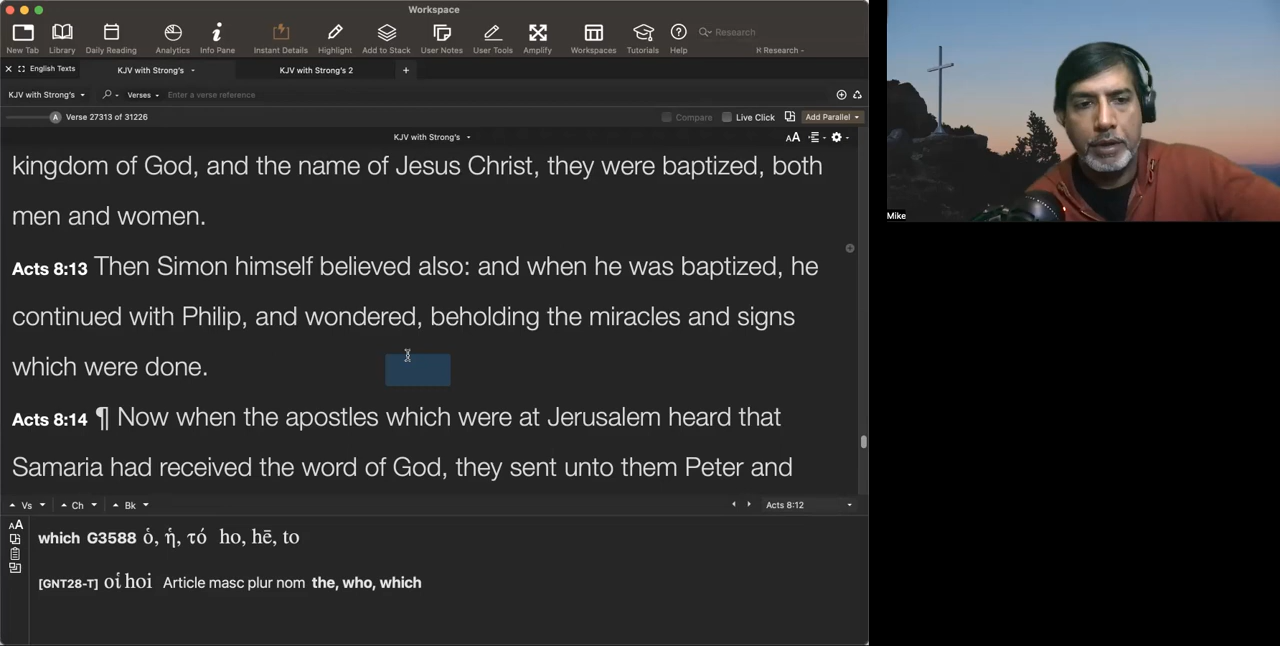 Workspace
New Tab Library Daily Reading Analytics Info Pane Instant Details Highlight Add to Stack User Notes User Tools Amplify Workspaces Tutorials Help Research
Research
English Texts KJV with Strong's KJV with Strong's 2 +
KJV with Strong's Verses Enter a verse reference
A Verse 27313 of 31226 Compare Live Click Add Parallel
KJV with Strong's
kingdom of God, and the name of Jesus Christ, they were baptized, both
men and women.
Acts 8:13 Then Simon himself believed also: and when he was baptized, he
continued with Philip, and wondered, beholding the miracles and signs
which were done.
Acts 8:14 ¶ Now when the apostles which were at Jerusalem heard that
Samaria had received the word of God, they sent unto them Peter and
Vs Ch Bk Acts 8:12
which G3588 ὁ, ἡ, τό ho, hē, to
[GNT28-T] οἱ hoi Article masc plur nom the, who, which
Mike